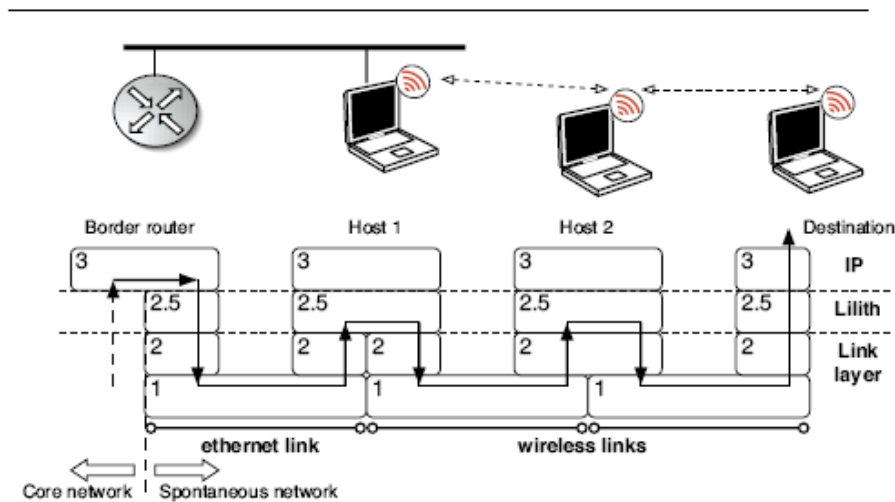 Border router Host 1 Host 2 Destination
3 3 3 3 IP
2.5 2.5 2.5 2.5 Lilith
2 2 2 2 2 Link
layer
1 1 1
ethernet link wireless links
Core network Spontaneous network